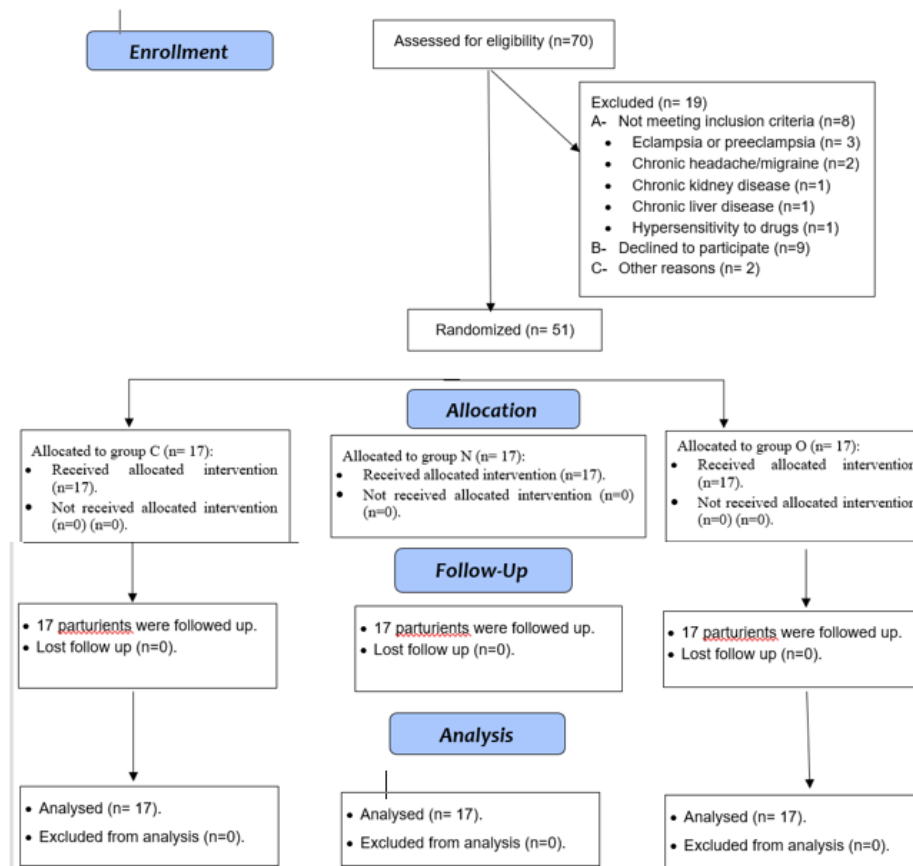 Enrollment
Assessed for eligibility (n=70)
Excluded (n= 19)
A- Not meeting inclusion criteria (n=8)
• Eclampsia or preeclampsia (n= 3)
• Chronic headache/migraine (n=2)
• Chronic kidney disease (n=1)
• Chronic liver disease (n=1)
• Hypersensitivity to drugs (n=1)
B- Declined to participate (n=9)
C- Other reasons (n= 2)
Randomized (n= 51)
Allocation
Allocated to group C (n= 17):
• Received allocated intervention
(n=17).
• Not received allocated intervention
(n=0) (n=0).
Allocated to group N (n= 17):
• Received allocated intervention (n=17).
• Not received allocated intervention (n=0)
(n=0).
Allocated to group O (n= 17):
• Received allocated intervention
(n=17).
• Not received allocated intervention
(n=0) (n=0).
Follow-Up
• 17 parturients were followed up.
• Lost follow up (n=0).
• 17 parturients were followed up.
• Lost follow up (n=0).
• 17 parturients were followed up.
• Lost follow up (n=0).
Analysis
• Analysed (n= 17).
• Excluded from analysis (n=0).
• Analysed (n= 17).
• Excluded from analysis (n=0).
• Analysed (n= 17).
• Excluded from analysis (n=0).